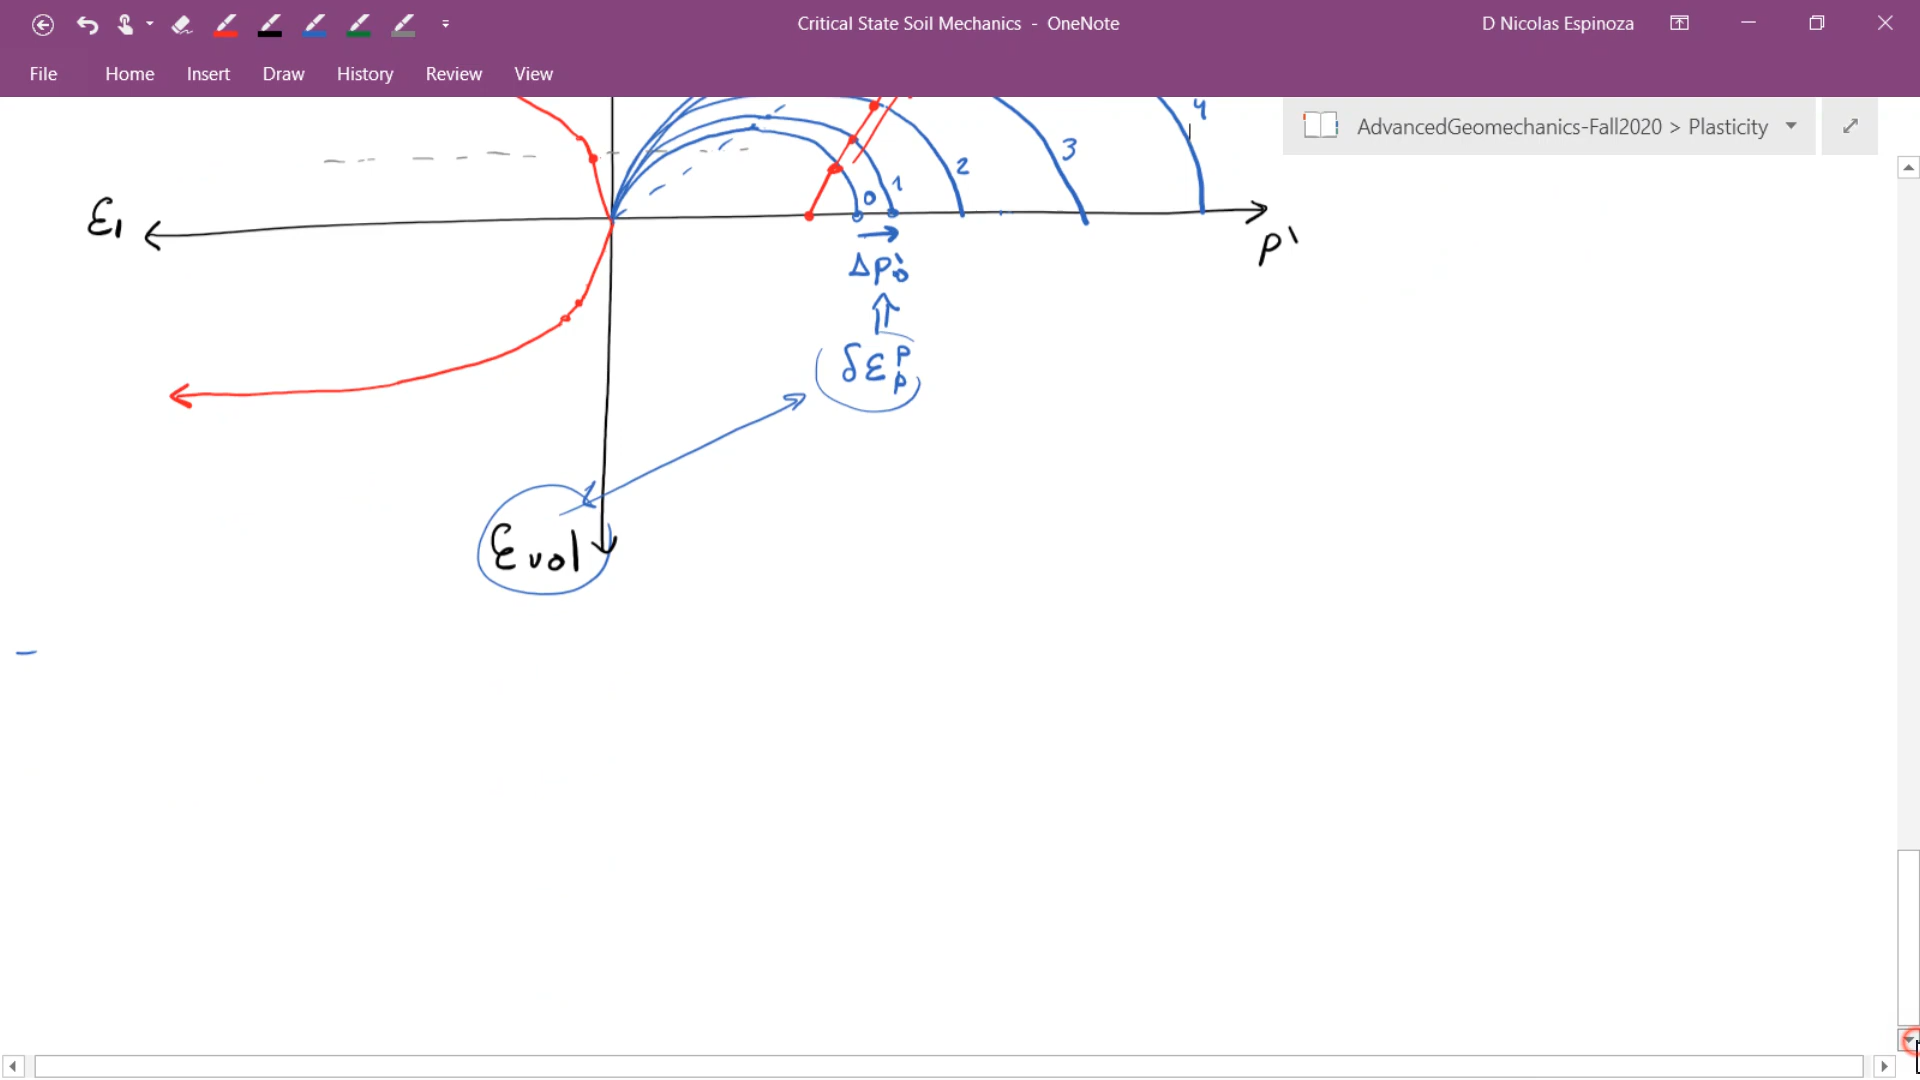 Critical State Soil Mechanics - OneNote
D Nicolas Espinoza
File Home Insert Draw History Review View
AdvancedGeomechanics-Fall2020 > Plasticity
0 1 2 3 4
ε1
p'
Δp'o
δε^p_p
εvol